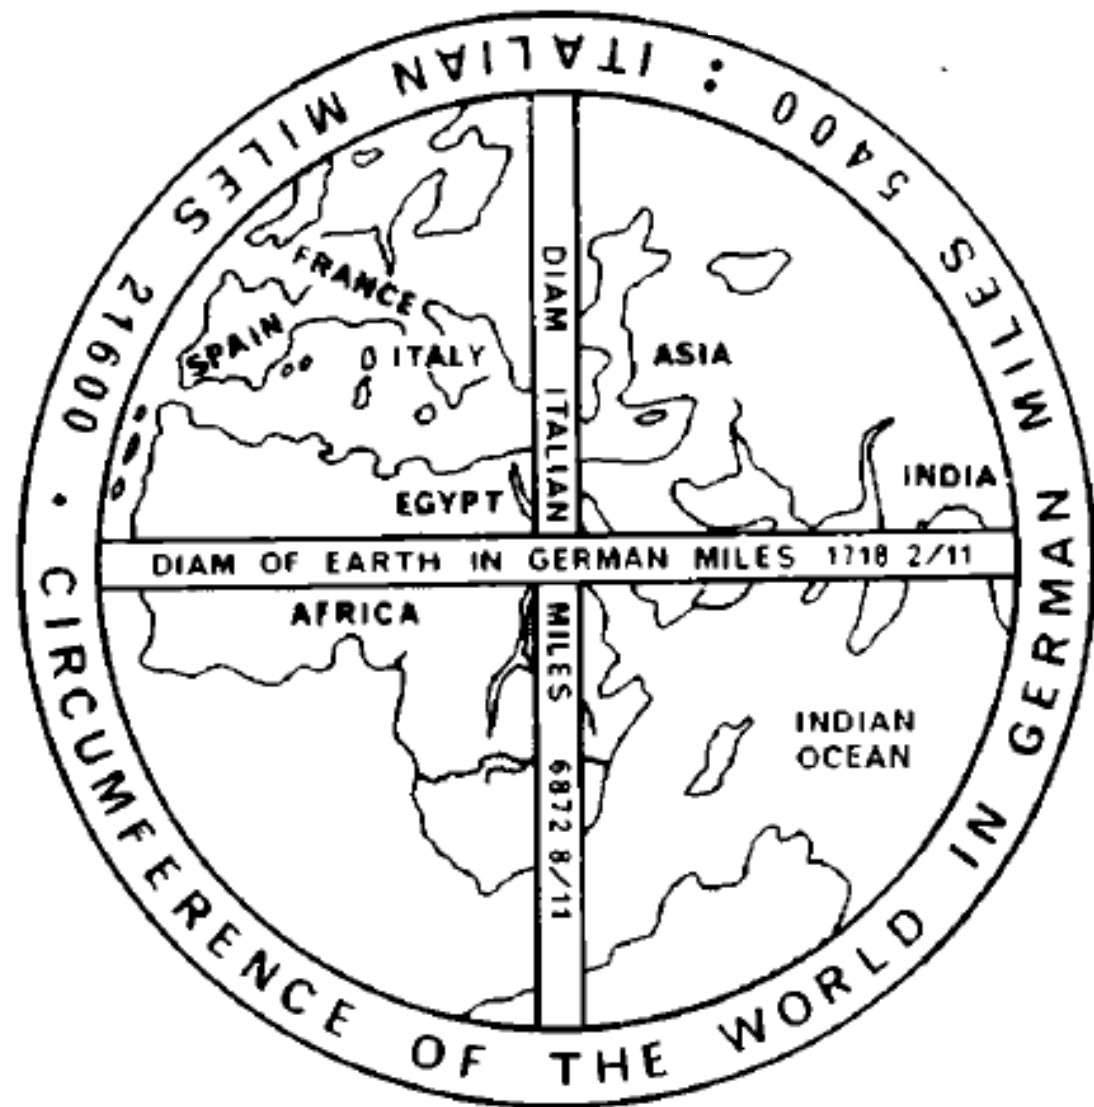 CIRCUMFERENCE OF THE WORLD IN GERMAN MILES 5400 : ITALIAN MILES 21600 •
FRANCE
SPAIN
ITALY
ASIA
EGYPT
INDIA
DIAM OF EARTH IN GERMAN MILES 1718 2/11
DIAM ITALIAN MILES 6872 8/11
AFRICA
INDIAN
OCEAN